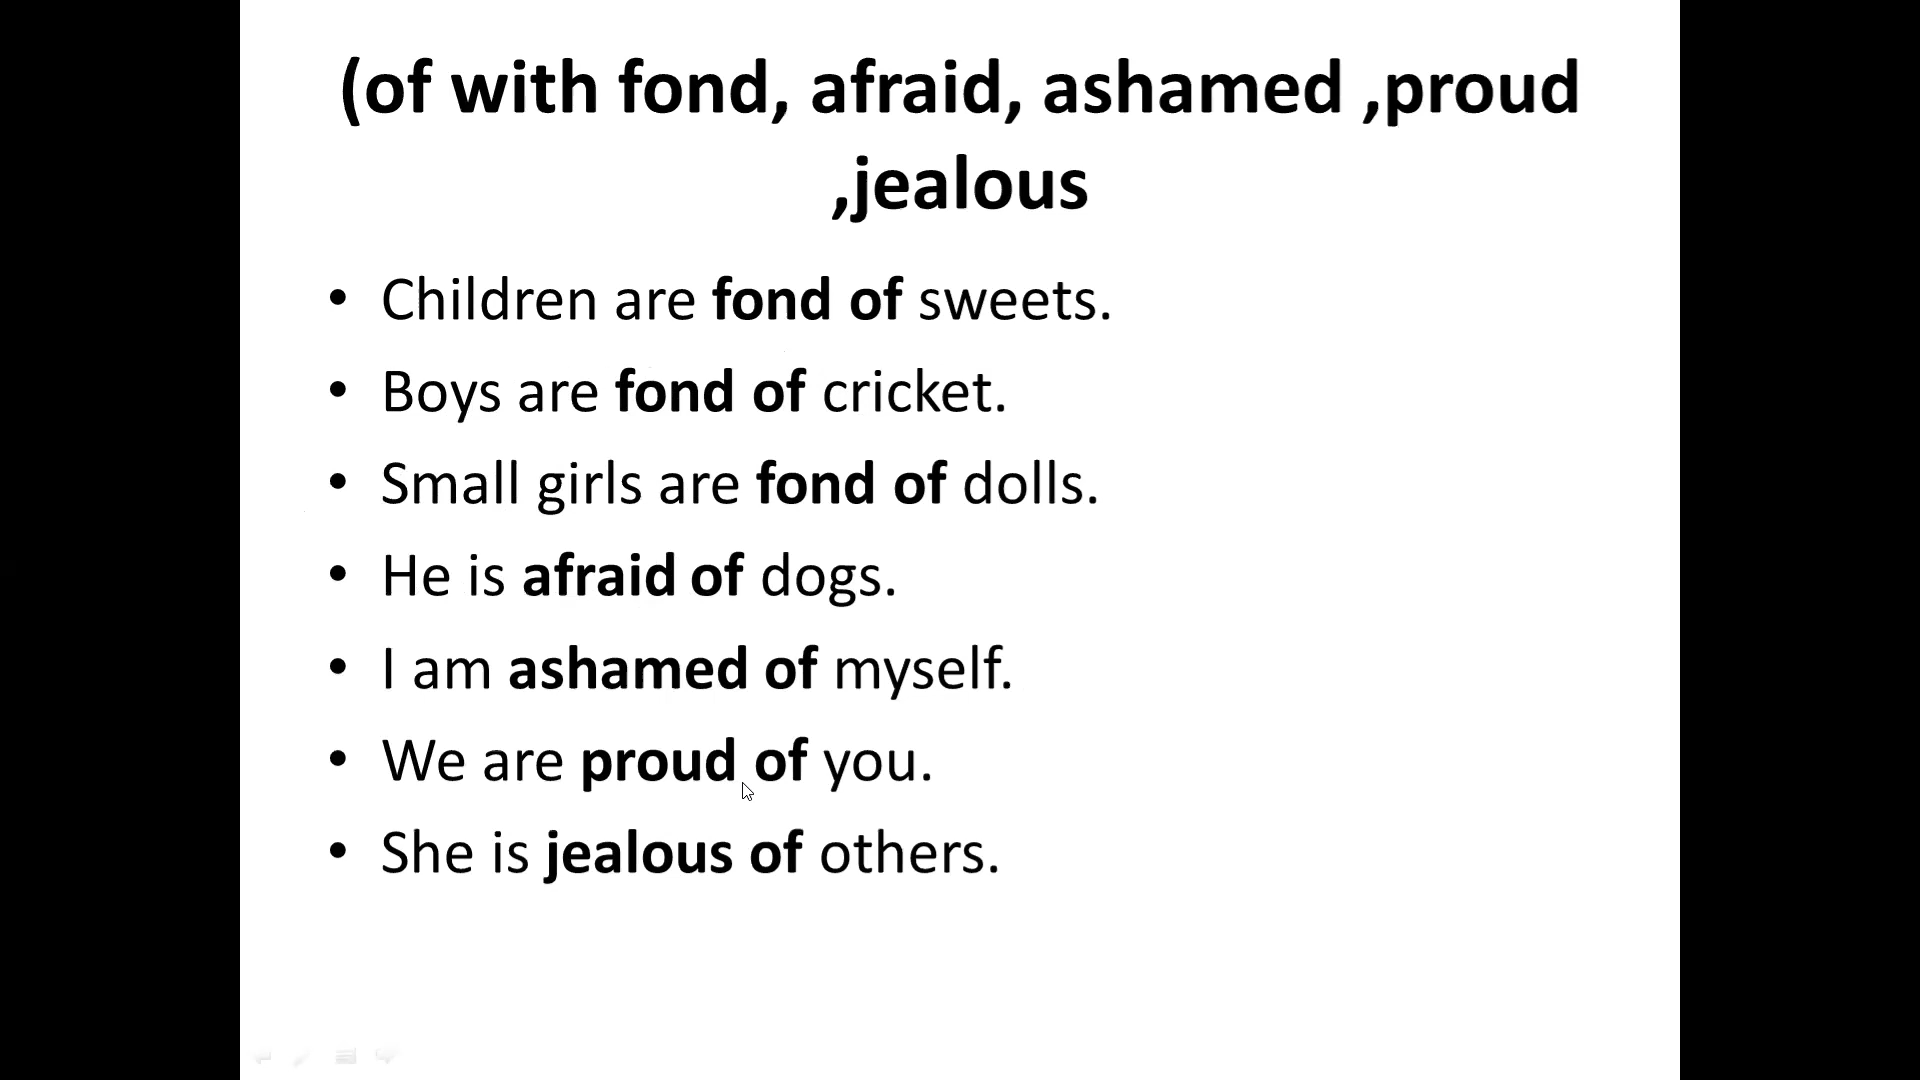 (of with fond, afraid, ashamed ,proud
,jealous
• Children are fond of sweets.
• Boys are fond of cricket.
• Small girls are fond of dolls.
• He is afraid of dogs.
• I am ashamed of myself.
• We are proud of you.
• She is jealous of others.